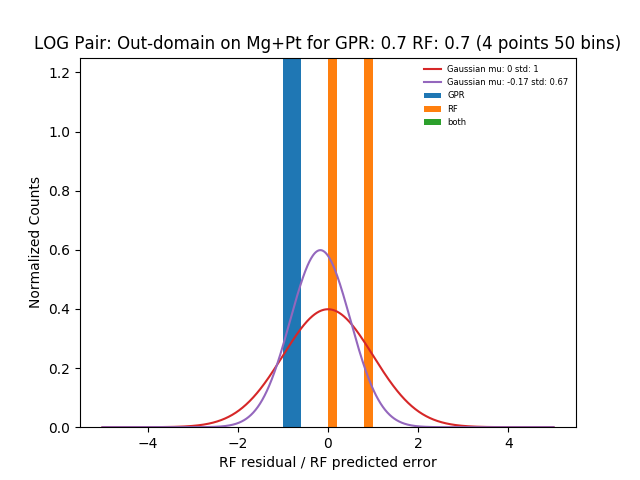 LOG Pair: Out-domain on Mg+Pt for GPR: 0.7 RF: 0.7 (4 points 50 bins)
Gaussian mu: 0 std: 1
Gaussian mu: -0.17 std: 0.67
GPR
RF
both
1.2
1.0
0.8
0.6
0.4
0.2
0.0
Normalized Counts
−4 −2 0 2 4
RF residual / RF predicted error